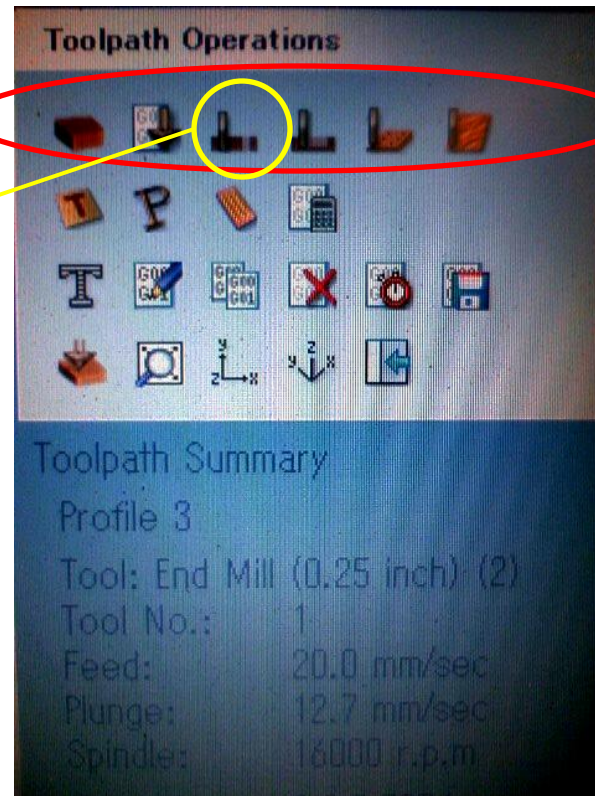 Toolpath Operations
Toolpath Summary
Profile 3
Tool: End Mill (0.25 inch) (2)
Tool No.: 1
Feed: 20.0 mm/sec
Plunge: 12.7 mm/sec
Spindle: 16000 r.p.m